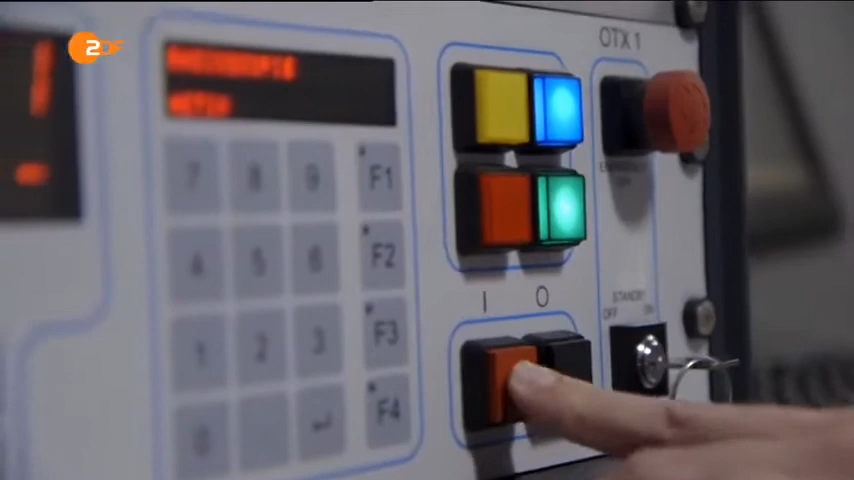 ZDF
OTX 1
7 8 9 F1
4 5 6 F2
1 2 3 F3
0 ↵ F4
I O
STANDBY
OFF ON